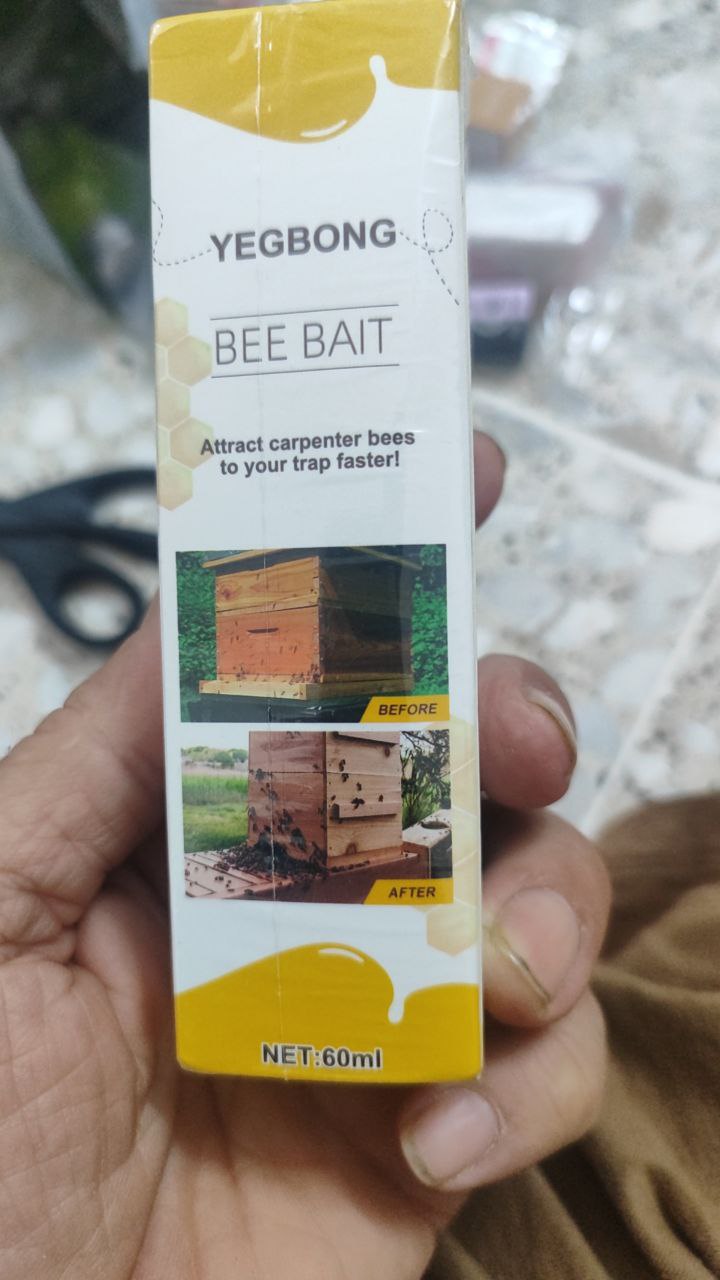 YEGBONG
BEE BAIT
Attract carpenter bees
to your trap faster!
BEFORE
AFTER
NET:60ml